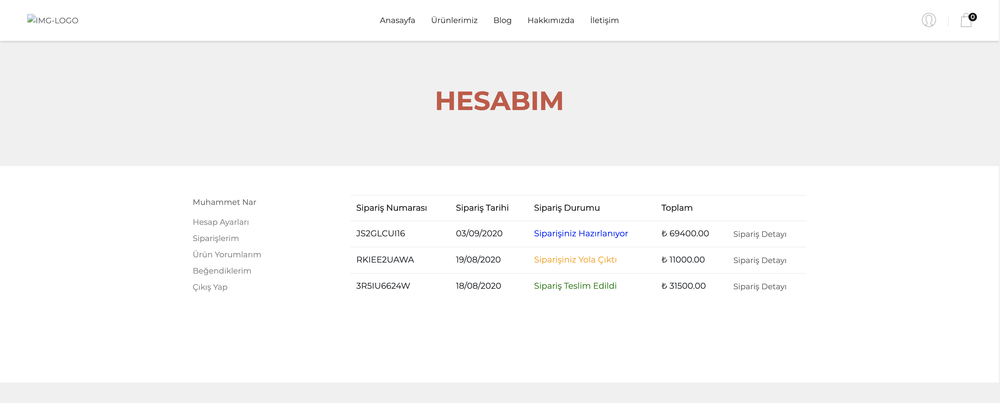 IMG-LOGO
Anasayfa Ürünlerimiz Blog Hakkımızda İletişim
0
HESABIM
Muhammet Nar
Hesap Ayarları
Siparişlerim
Ürün Yorumlarım
Beğendiklerim
Çıkış Yap
Sipariş Numarası Sipariş Tarihi Sipariş Durumu Toplam
JS2GLCUI16 03/09/2020 Siparişiniz Hazırlanıyor ₺ 69400.00 Sipariş Detayı
RKIEE2UAWA 19/08/2020 Siparişiniz Yola Çıktı ₺ 11000.00 Sipariş Detayı
3R5IU6624W 18/08/2020 Sipariş Teslim Edildi ₺ 31500.00 Sipariş Detayı